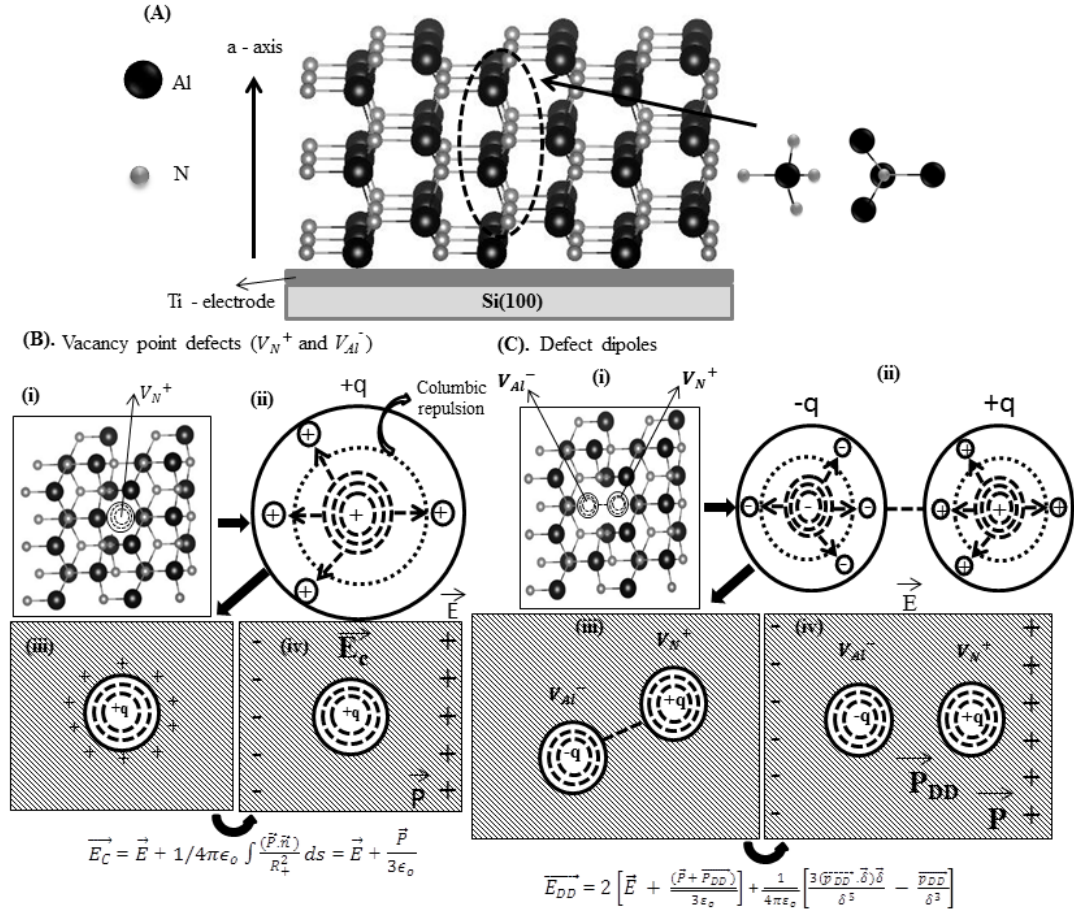 (A)
a - axis
Al
N
Ti - electrode
Si(100)
(B). Vacancy point defects (V_N^+ and V_Al^-)
(i)
V_N^+
(ii)
+q
Columbic
repulsion
+
+
+
+
+
E⃗
(iii)
+ + + + + + + + + +
+q
(iv)
E_c⃗
+q
- - - - -
+ + + + +
P⃗
E_C⃗ = E⃗ + 1/4πϵ_o ∫ (P⃗.n⃗)/R_+^2 ds = E⃗ + P⃗/3ϵ_o
(C). Defect dipoles
(i)
V_Al^-
V_N^+
(ii)
-q
+q
-
-
-
-
-
+
+
+
+
+
E⃗
(iii)
V_N^+
V_Al^-
+q
-q
(iv)
V_Al^-
V_N^+
-q
+q
- - - - - -
+ + + + + +
P_DD⃗
P⃗
E_DD⃗ = 2 [E⃗ + (P⃗ + P_DD⃗)/3ε_o] + 1/4πε_o [3(p_DD⃗ .δ⃗)δ⃗/δ^5 − p_DD⃗/δ^3]